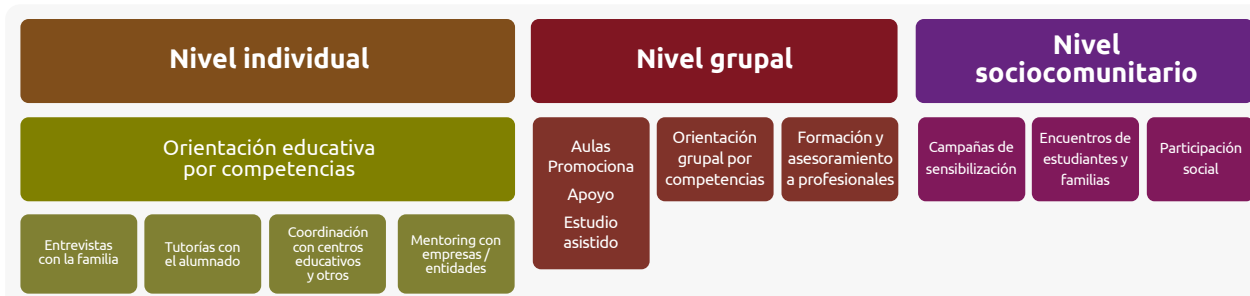 Nivel individual
Orientación educativa
por competencias
Entrevistas
con la familia
Tutorías con
el alumnado
Coordinación
con centros
educativos
y otros
Mentoring con
empresas /
entidades
Nivel grupal
Aulas
Promociona
Apoyo
Estudio
asistido
Orientación
grupal por
competencias
Formación y
asesoramiento
a profesionales
Nivel
sociocomunitario
Campañas de
sensibilización
Encuentros de
estudiantes y
familias
Participación
social